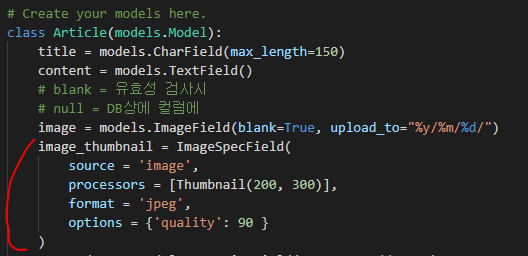 # Create your models here.
class Article(models.Model):
    title = models.CharField(max_length=150)
    content = models.TextField()
    # blank = 유효성 검사시
    # null = DB상에 컬럼에
    image = models.ImageField(blank=True, upload_to="%y/%m/%d/")
    image_thumbnail = ImageSpecField(
        source = 'image',
        processors = [Thumbnail(200, 300)],
        format = 'jpeg',
        options = {'quality': 90 }
    )